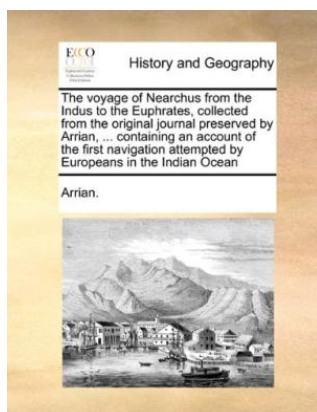 ECCO
History and Geography
The voyage of Nearchus from the
Indus to the Euphrates, collected
from the original journal preserved by
Arrian, ... containing an account of
the first navigation attempted by
Europeans in the Indian Ocean
Arrian.